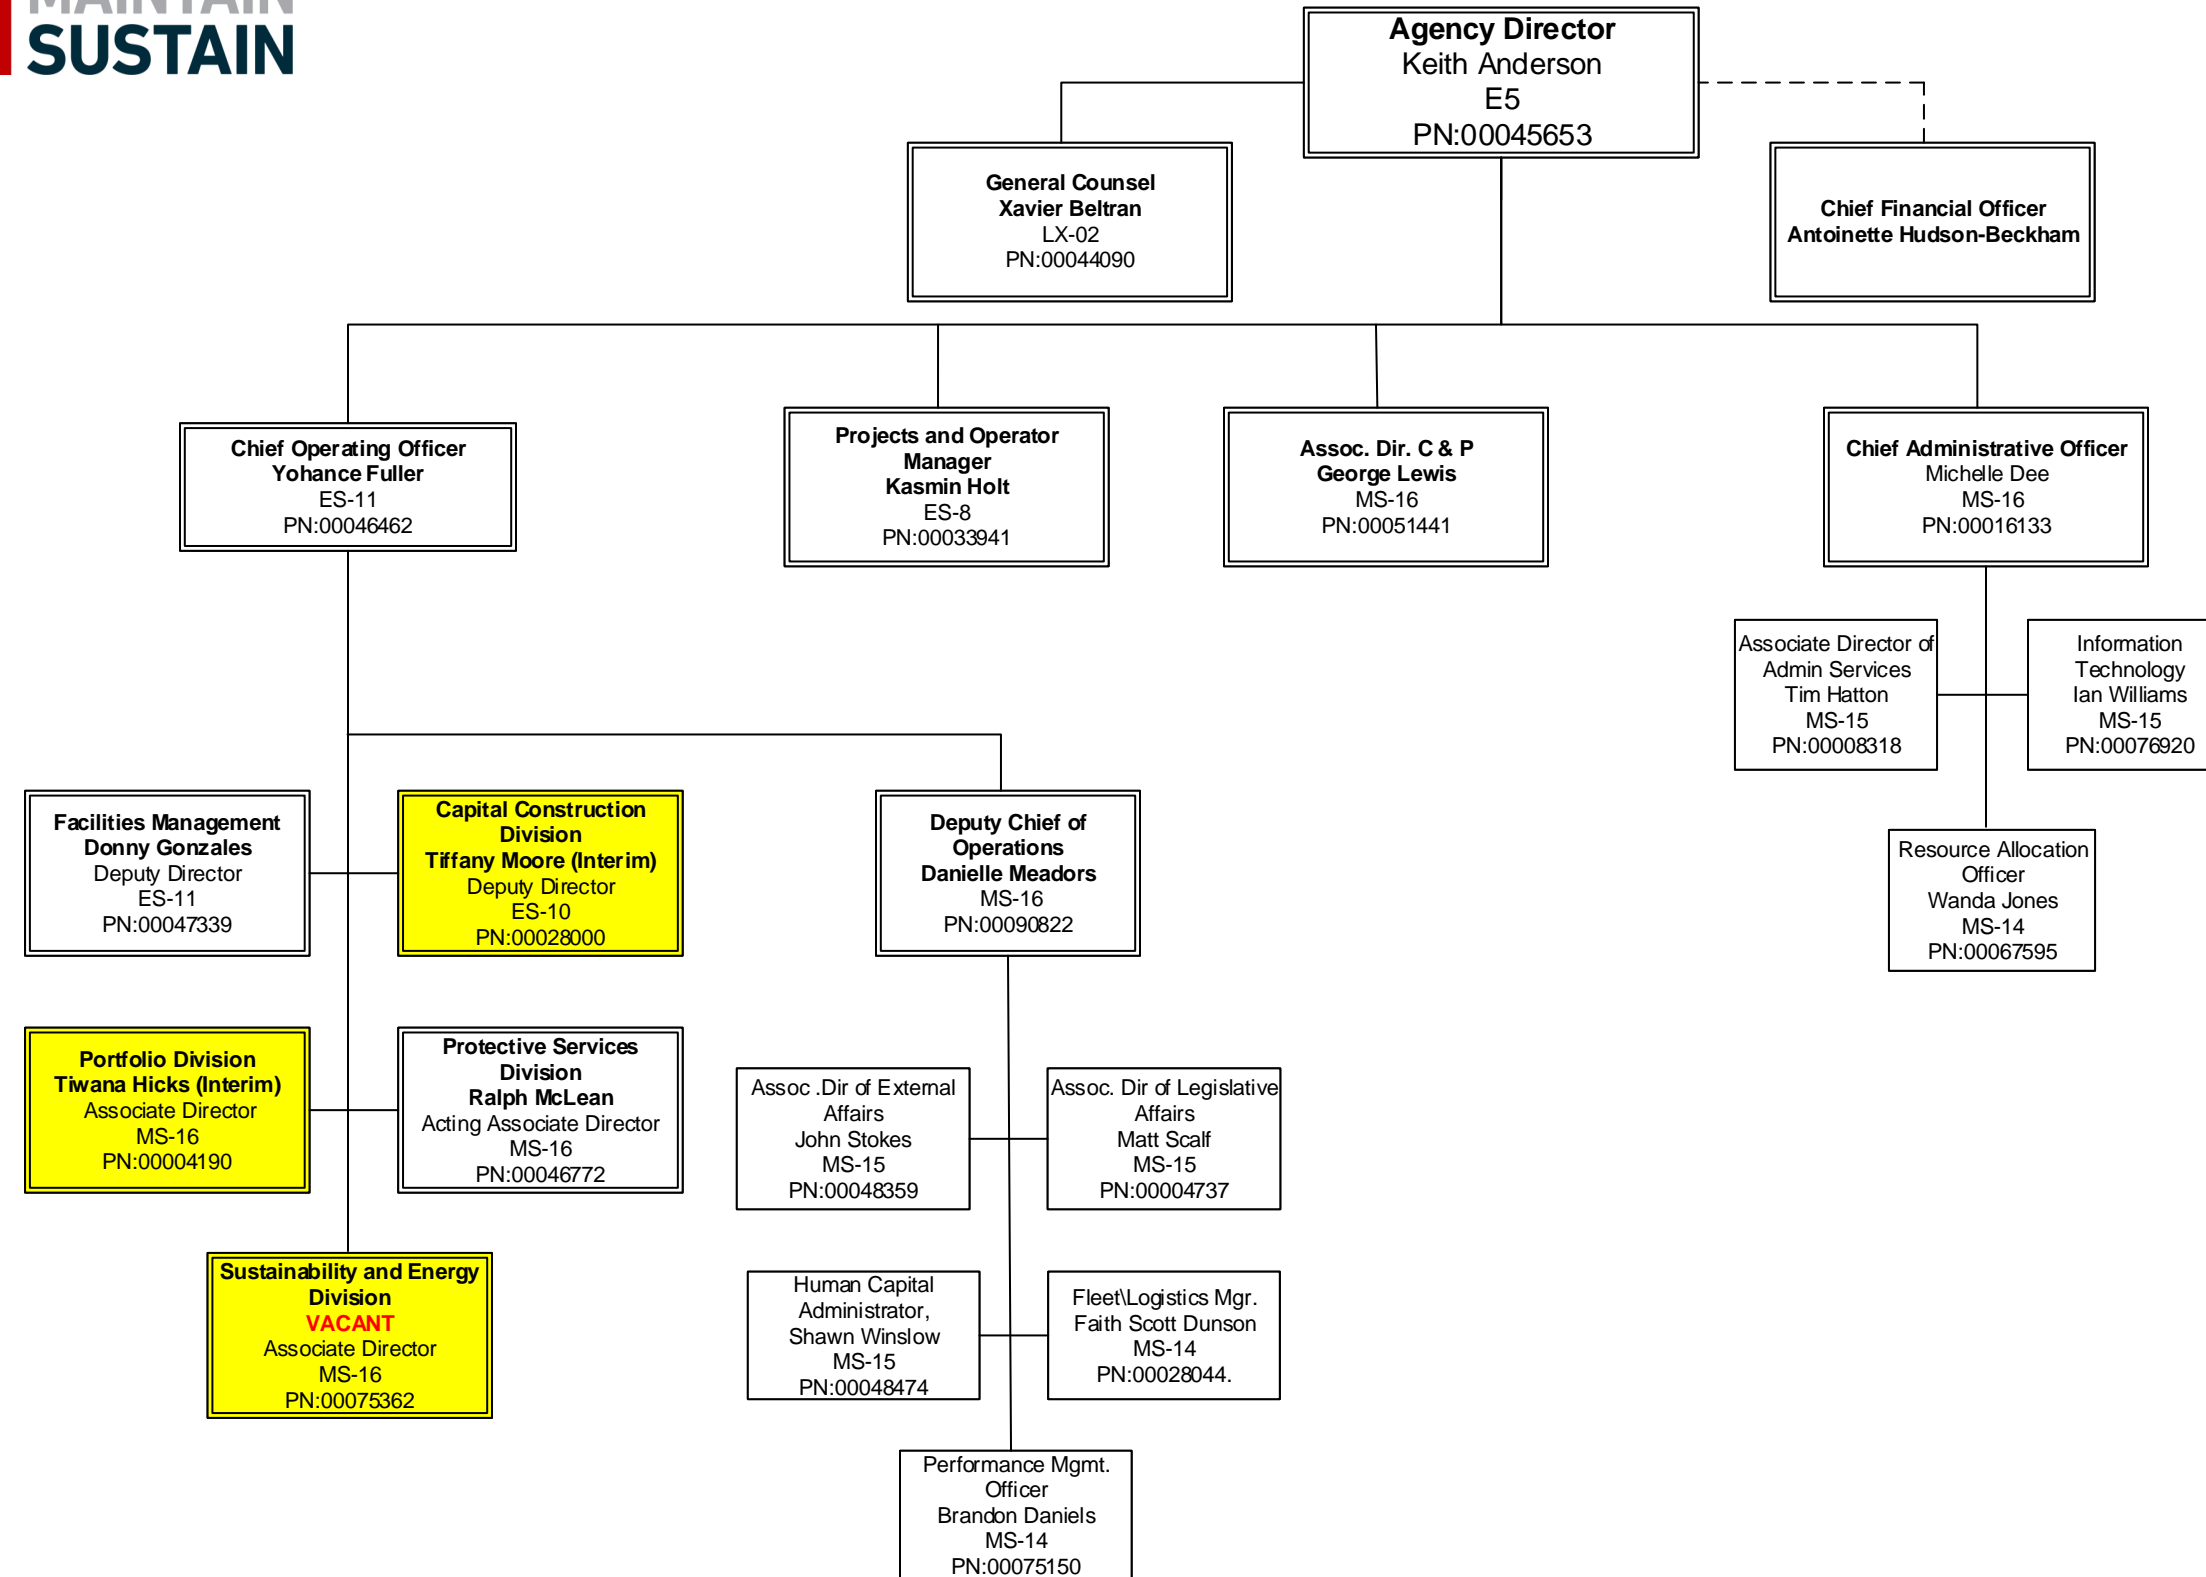 MAINTAIN
SUSTAIN
Agency Director
Keith Anderson
E5
PN:00045653
General Counsel
Xavier Beltran
LX-02
PN:00044090
Chief Financial Officer
Antoinette Hudson-Beckham
Chief Operating Officer
Yohance Fuller
ES-11
PN:00046462
Projects and Operator
Manager
Kasmin Holt
ES-8
PN:00033941
Assoc. Dir. C & P
George Lewis
MS-16
PN:00051441
Chief Administrative Officer
Michelle Dee
MS-16
PN:00016133
Associate Director of
Admin Services
Tim Hatton
MS-15
PN:00008318
Information
Technology
Ian Williams
MS-15
PN:00076920
Resource Allocation
Officer
Wanda Jones
MS-14
PN:00067595
Facilities Management
Donny Gonzales
Deputy Director
ES-11
PN:00047339
Capital Construction
Division
Tiffany Moore (Interim)
Deputy Director
ES-10
PN:00028000
Deputy Chief of
Operations
Danielle Meadors
MS-16
PN:00090822
Portfolio Division
Tiwana Hicks (Interim)
Associate Director
MS-16
PN:00004190
Protective Services
Division
Ralph McLean
Acting Associate Director
MS-16
PN:00046772
Assoc .Dir of External
Affairs
John Stokes
MS-15
PN:00048359
Assoc. Dir of Legislative
Affairs
Matt Scalf
MS-15
PN:00004737
Sustainability and Energy
Division
VACANT
Associate Director
MS-16
PN:00075362
Human Capital
Administrator,
Shawn Winslow
MS-15
PN:00048474
Fleet\Logistics Mgr.
Faith Scott Dunson
MS-14
PN:00028044.
Performance Mgmt.
Officer
Brandon Daniels
MS-14
PN:00075150